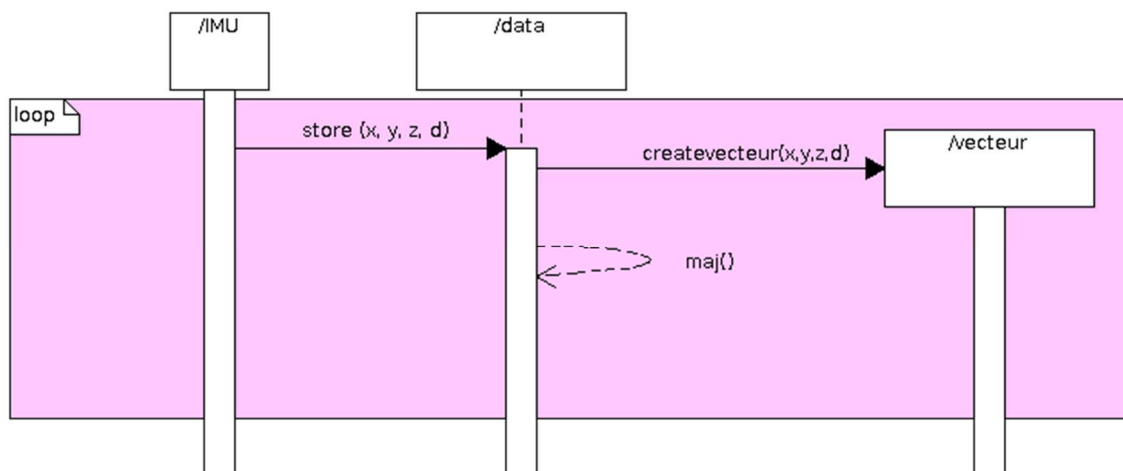 /IMU
/data
loop
store (x, y, z, d)
createvecteur(x,y,z,d)
/vecteur
maj()